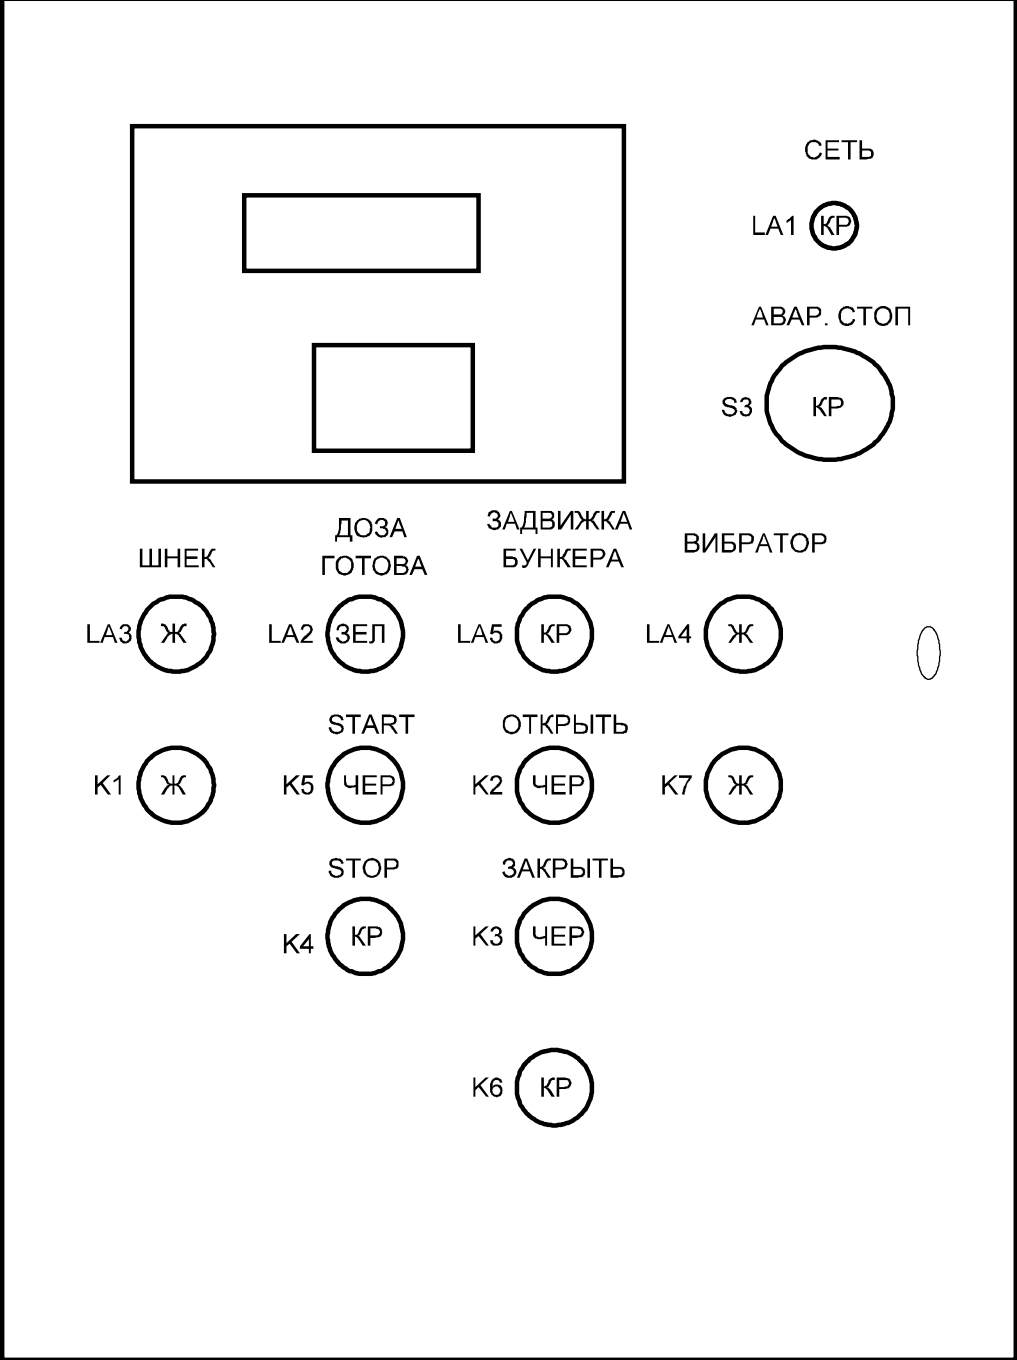 СЕТЬ
LA1 КР
АВАР. СТОП
S3 КР
ШНЕК
ДОЗА
ГОТОВА
ЗАДВИЖКА
БУНКЕРА
ВИБРАТОР
LA3 Ж LA2 ЗЕЛ LA5 КР LA4 Ж
START ОТКРЫТЬ
K1 Ж K5 ЧЕР K2 ЧЕР K7 Ж
STOP ЗАКРЫТЬ
K4 КР K3 ЧЕР
K6 КР